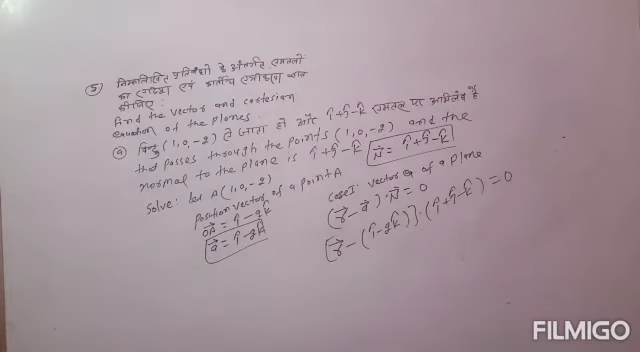 5) निम्नलिखित प्रतिबंधों के अंतर्गत समतलों
का सदिश एवं कार्तीय समीकरण ज्ञात
कीजिए:
Find the vector and cartesian
equation of the planes.
(a) बिन्दु (1,0,-2) से जाता हो और î+ĵ-k̂ समतल पर अभिलंब है
that passes through the points (1,0,-2) and the
normal to the plane is î+ĵ-k̂ N⃗ = î+ĵ-k̂
Solve: let A(1,0,-2)
Position vector of a point A
OA⃗ = î-2k̂
a⃗ = î-2k̂
Case I: vector eq of a plane
(r⃗-a⃗).N⃗=0
[r⃗-(î-2k̂)].(î+ĵ-k̂)=0
FILMIGO